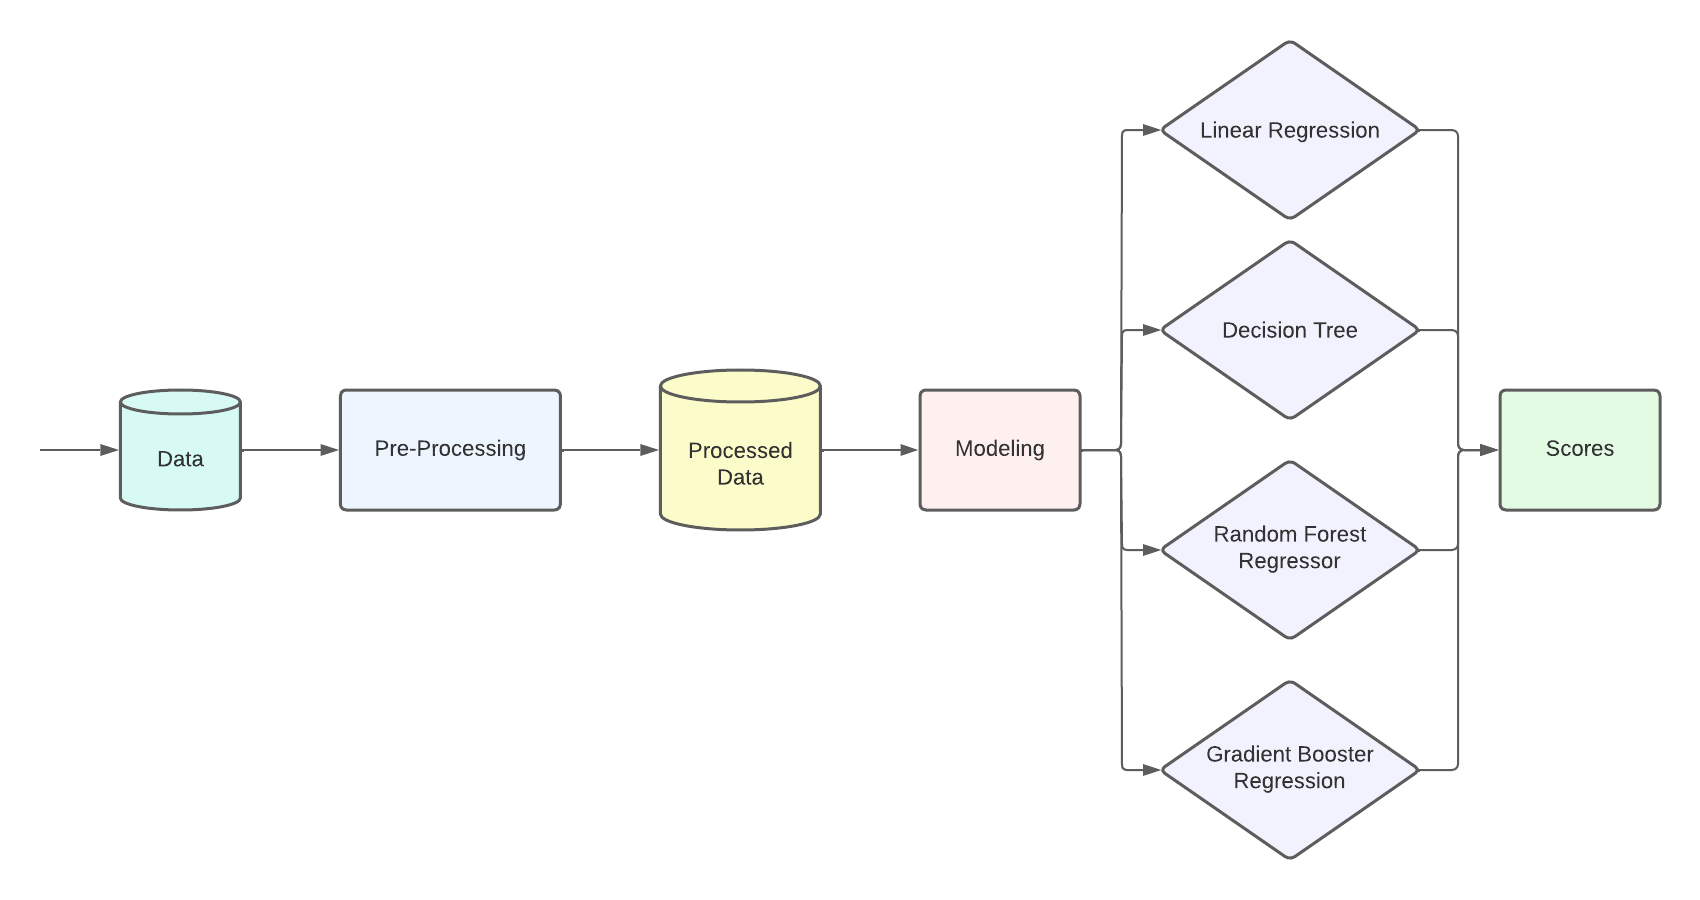 Data
Pre-Processing
Processed
Data
Modeling
Linear Regression
Decision Tree
Random Forest
Regressor
Gradient Booster
Regression
Scores